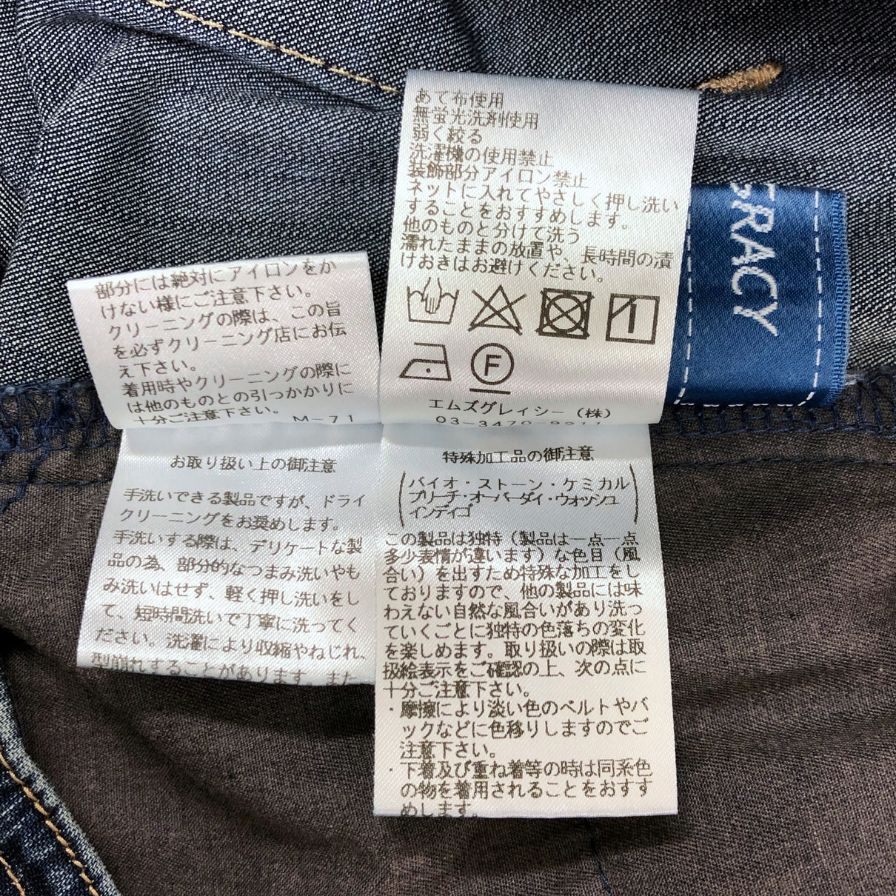 あて布使用
無蛍光洗剤使用
弱く絞る
洗濯機の使用禁止
装飾部分アイロン禁止
ネットに入れてやさしく押し洗い
することをおすすめします。
他のものと分けて洗う
濡れたままの放置や、長時間の漬
けおきはお避けください。
F
エムズグレイシー(株)
03-3470-
GRACY
部分には絶対にアイロンをか
けない様にご注意下さい。
クリーニングの際は、この旨
を必ずクリーニング店にお伝
え下さい。
着用時やクリーニングの際に
は他のものとの引っかかりに
十分ご注意下さい。 M-71
お取り扱い上の御注意
手洗いできる製品ですが、ドライ
クリーニングをお奨めします。
手洗いする際は、デリケートな製
品の為、部分的なつまみ洗いやも
み洗いはせず、軽く押し洗いをし
て、短時間洗いで丁寧に洗ってく
ださい。洗濯により収縮やねじれ、
型崩れすることがあります。また
特殊加工品の御注意
(バイオ・ストーン・ケミカル
ブリーチ・オーバーダイ・ウォッシュ
インディゴ)
この製品は独特(製品は一点一点
多少表情が違います)な色目(風
合い)を出すため特殊な加工をし
ておりますので、他の製品には味
わえない自然な風合いがあり洗っ
ていくごとに独特の色落ちの変化
を楽しめます。取り扱いの際は取
扱絵表示をご確認の上、次の点に
十分ご注意下さい。
・摩擦により淡い色のベルトやバ
ックなどに色移りしますのでご
注意下さい。
・下着及び重ね着等の時は同系色
の物を着用されることをおすす
めします。